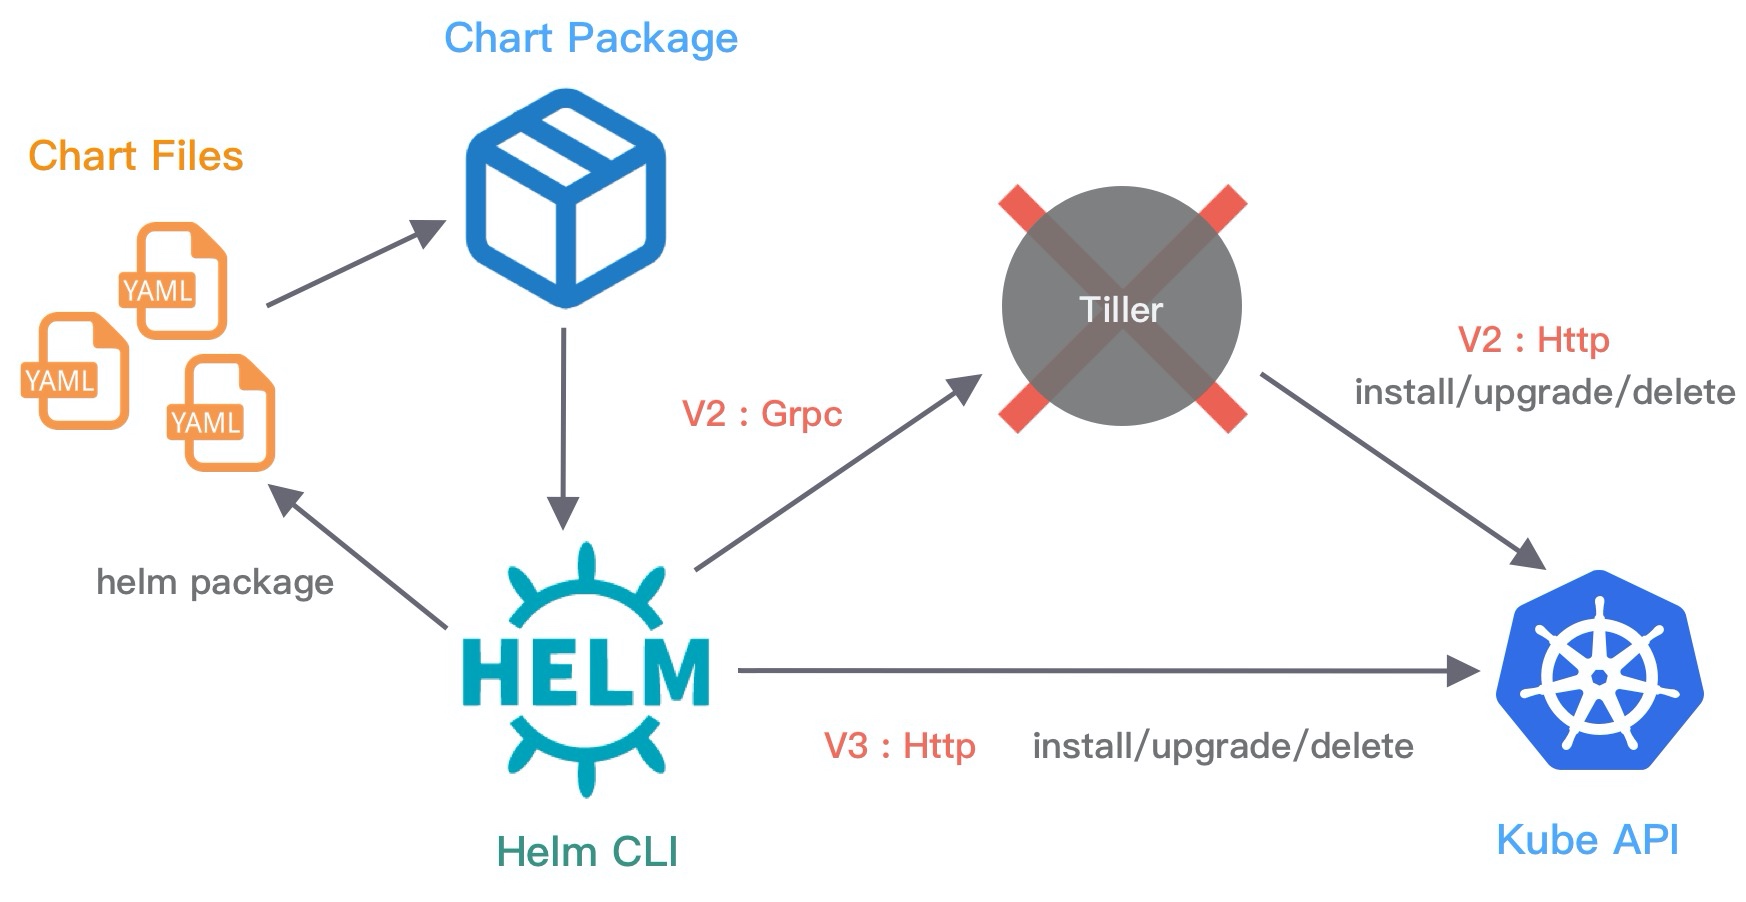 Chart Package
Chart Files
YAML
YAML
YAML
Tiller
V2 : Http
install/upgrade/delete
V2 : Grpc
helm package
HELM
V3 : Http install/upgrade/delete
Helm CLI
Kube API